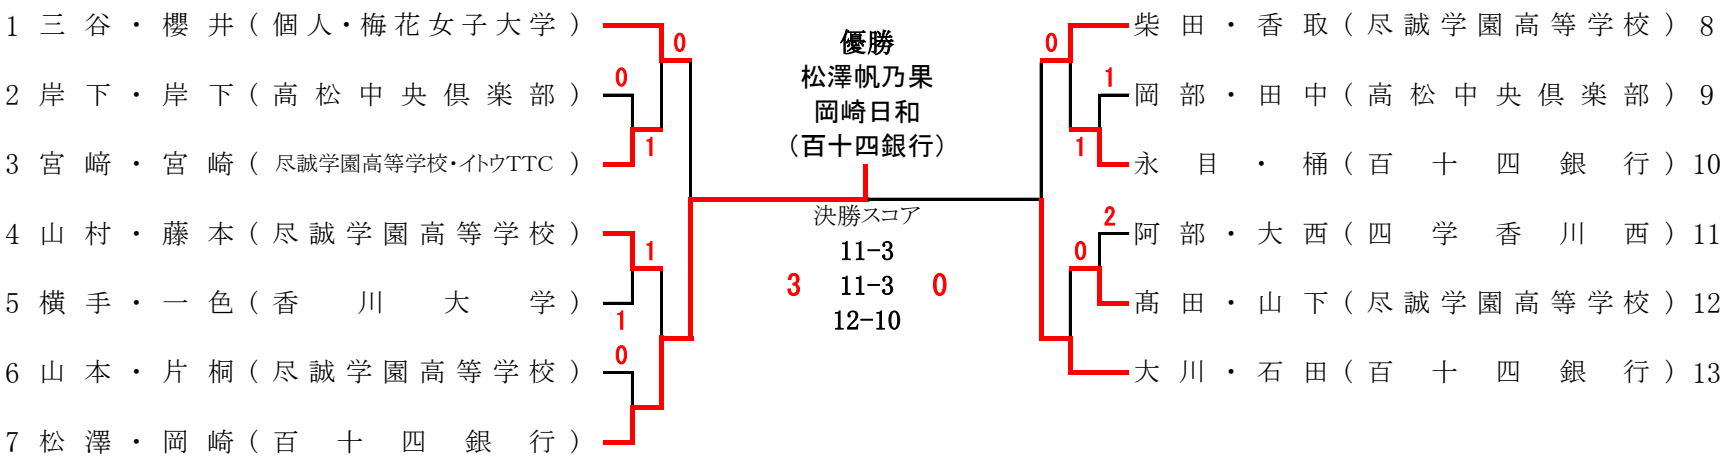 1 三谷・櫻井(個人・梅花女子大学)
0
0
2 岸下・岸下(高松中央倶楽部)
1
3 宮﨑・宮崎(尽誠学園高等学校・イトウTTC)
4 山村・藤本(尽誠学園高等学校)
1
5 横手・一色(香川大学)
1
0
6 山本・片桐(尽誠学園高等学校)
7 松澤・岡崎(百十四銀行)
優勝
松澤帆乃果
岡崎日和
(百十四銀行)
決勝スコア
11-3
3 11-3 0
12-10
柴田・香取(尽誠学園高等学校) 8
0
1
岡部・田中(高松中央倶楽部) 9
1
永目・桶(百十四銀行) 10
2
阿部・大西(四学香川西) 11
0
髙田・山下(尽誠学園高等学校) 12
大川・石田(百十四銀行) 13